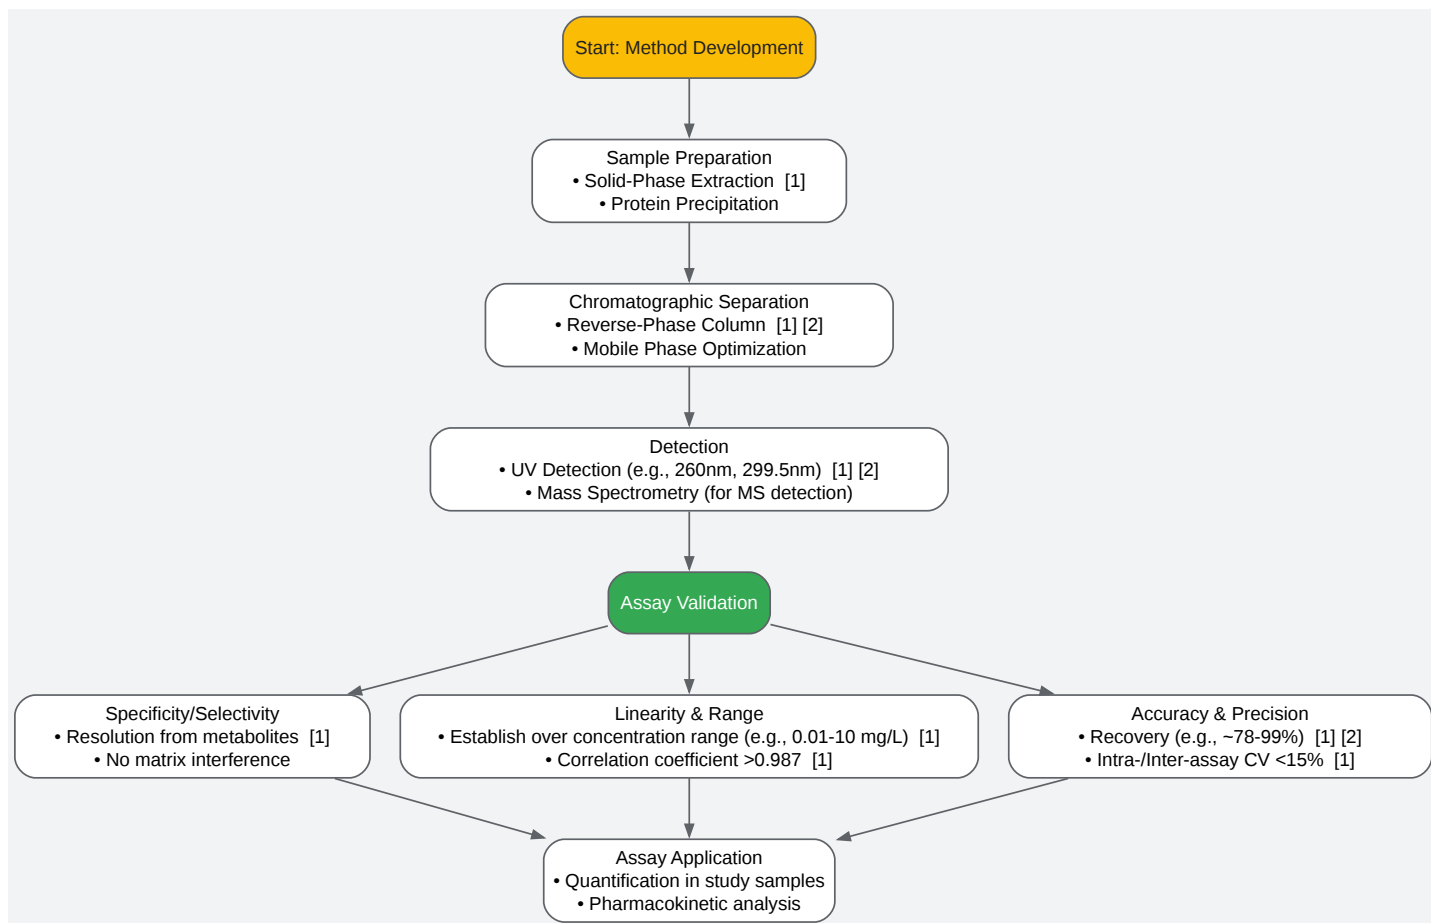 Start: Method Development
Sample Preparation
• Solid-Phase Extraction [1]
• Protein Precipitation
Chromatographic Separation
• Reverse-Phase Column [1] [2]
• Mobile Phase Optimization
Detection
• UV Detection (e.g., 260nm, 299.5nm) [1] [2]
• Mass Spectrometry (for MS detection)
Assay Validation
Specificity/Selectivity
• Resolution from metabolites [1]
• No matrix interference
Linearity & Range
• Establish over concentration range (e.g., 0.01-10 mg/L) [1]
• Correlation coefficient >0.987 [1]
Accuracy & Precision
• Recovery (e.g., ~78-99%) [1] [2]
• Intra-/Inter-assay CV <15% [1]
Assay Application
• Quantification in study samples
• Pharmacokinetic analysis